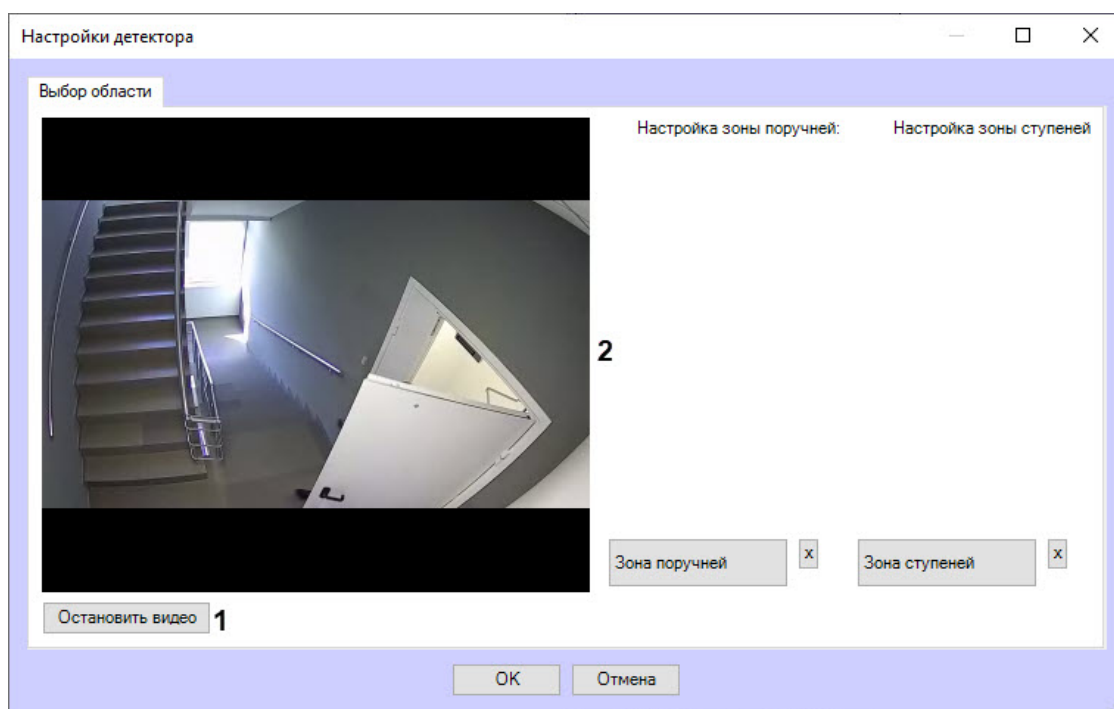 Настройки детектора
Выбор области
Настройка зоны поручней: Настройка зоны ступеней
2
Зона поручней x Зона ступеней x
Остановить видео 1
OK Отмена